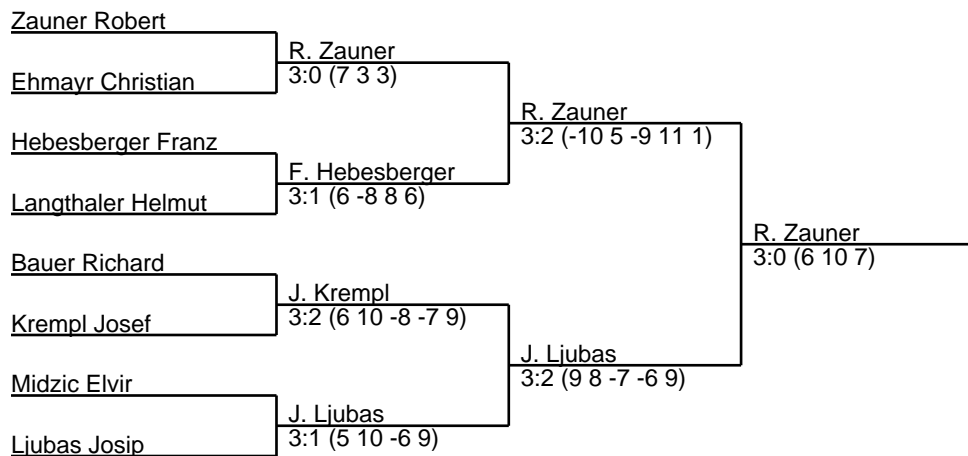 Zauner Robert
R. Zauner
3:0 (7 3 3)
Ehmayr Christian
R. Zauner
3:2 (-10 5 -9 11 1)
Hebesberger Franz
F. Hebesberger
3:1 (6 -8 8 6)
Langthaler Helmut
R. Zauner
3:0 (6 10 7)
Bauer Richard
J. Krempl
3:2 (6 10 -8 -7 9)
Krempl Josef
J. Ljubas
3:2 (9 8 -7 -6 9)
Midzic Elvir
J. Ljubas
3:1 (5 10 -6 9)
Ljubas Josip